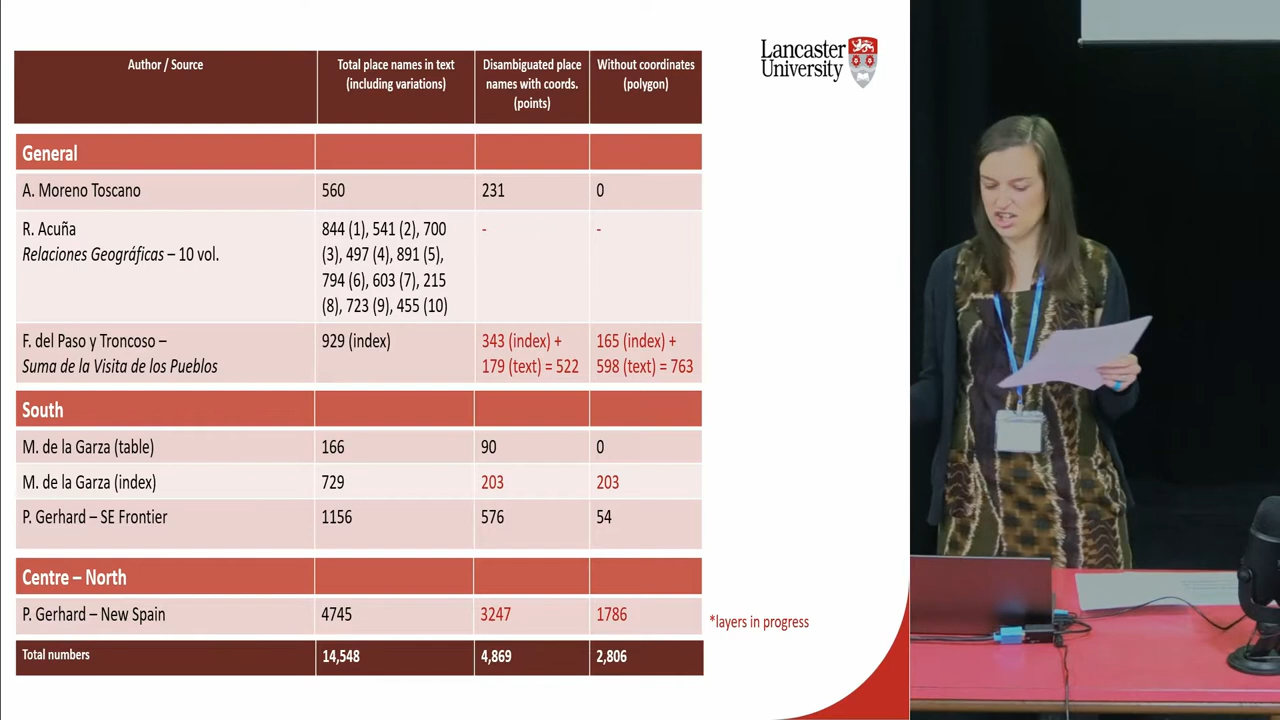 Lancaster
University
Author / Source
Total place names in text
(including variations)
Disambiguated place
names with coords.
(points)
Without coordinates
(polygon)
General
A. Moreno Toscano
560
231
0
R. Acuña
Relaciones Geográficas – 10 vol.
844 (1), 541 (2), 700
(3), 497 (4), 891 (5),
794 (6), 603 (7), 215
(8), 723 (9), 455 (10)
-
-
F. del Paso y Troncoso –
Suma de la Visita de los Pueblos
929 (index)
343 (index) +
179 (text) = 522
165 (index) +
598 (text) = 763
South
M. de la Garza (table)
166
90
0
M. de la Garza (index)
729
203
203
P. Gerhard – SE Frontier
1156
576
54
Centre – North
P. Gerhard – New Spain
4745
3247
1786
*layers in progress
Total numbers
14,548
4,869
2,806